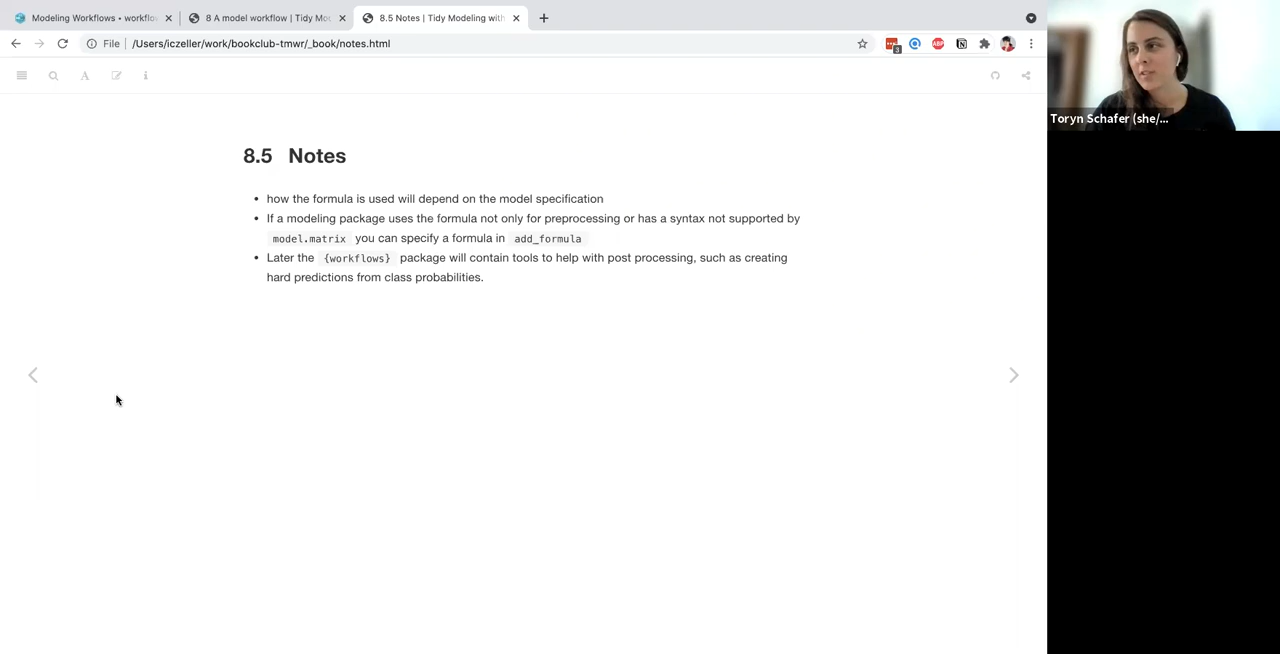 Modeling Workflows • workflo
8 A model workflow | Tidy Mod
8.5 Notes | Tidy Modeling with
File
/Users/iczeller/work/bookclub-tmwr/_book/notes.html
3
ABP
A
i
8.5 Notes
• how the formula is used will depend on the model specification
• If a modeling package uses the formula not only for preprocessing or has a syntax not supported by
model.matrix you can specify a formula in add_formula
• Later the {workflows} package will contain tools to help with post processing, such as creating
hard predictions from class probabilities.
Toryn Schafer (she/...